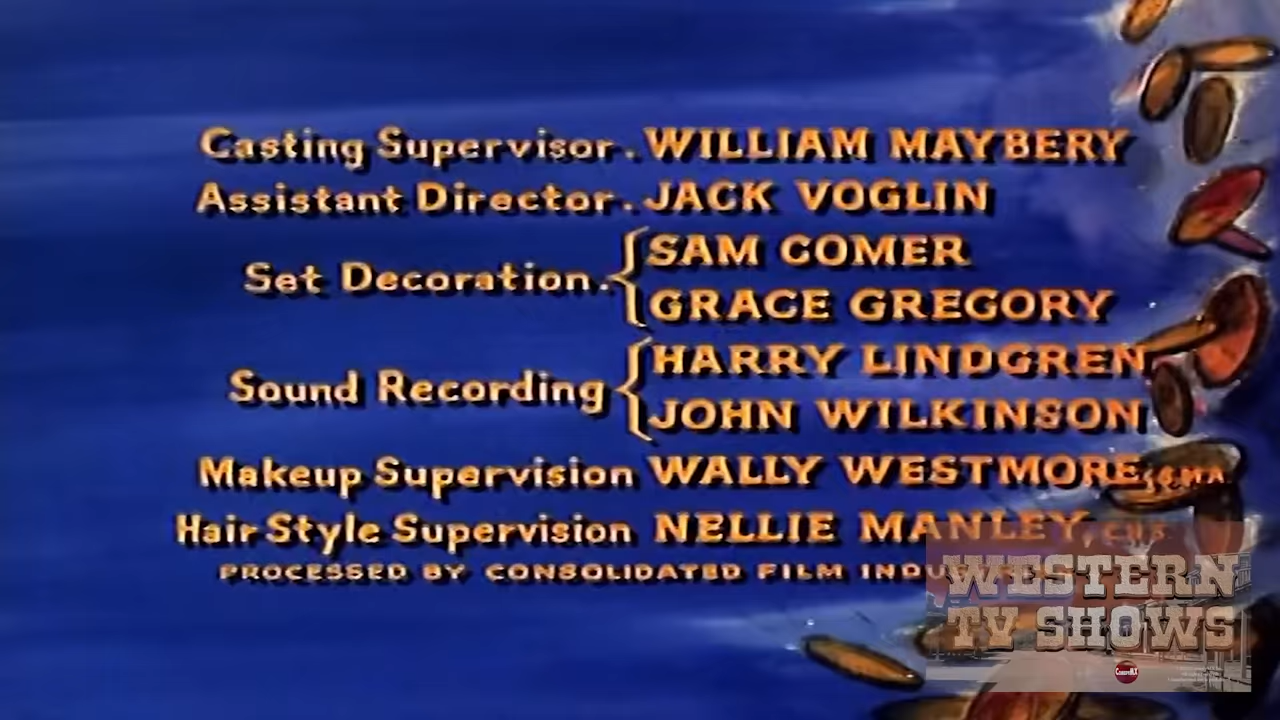 Casting Supervisor . WILLIAM MAYBERY
Assistant Director . JACK VOGLIN
Set Decoration . { SAM COMER
GRACE GREGORY
Sound Recording { HARRY LINDGREN
JOHN WILKINSON
Makeup Supervision WALLY WESTMORE,
Hair Style Supervision NELLIE MANLEY,
PROCESSED BY CONSOLIDATED FILM
WESTERN
TV SHOWS